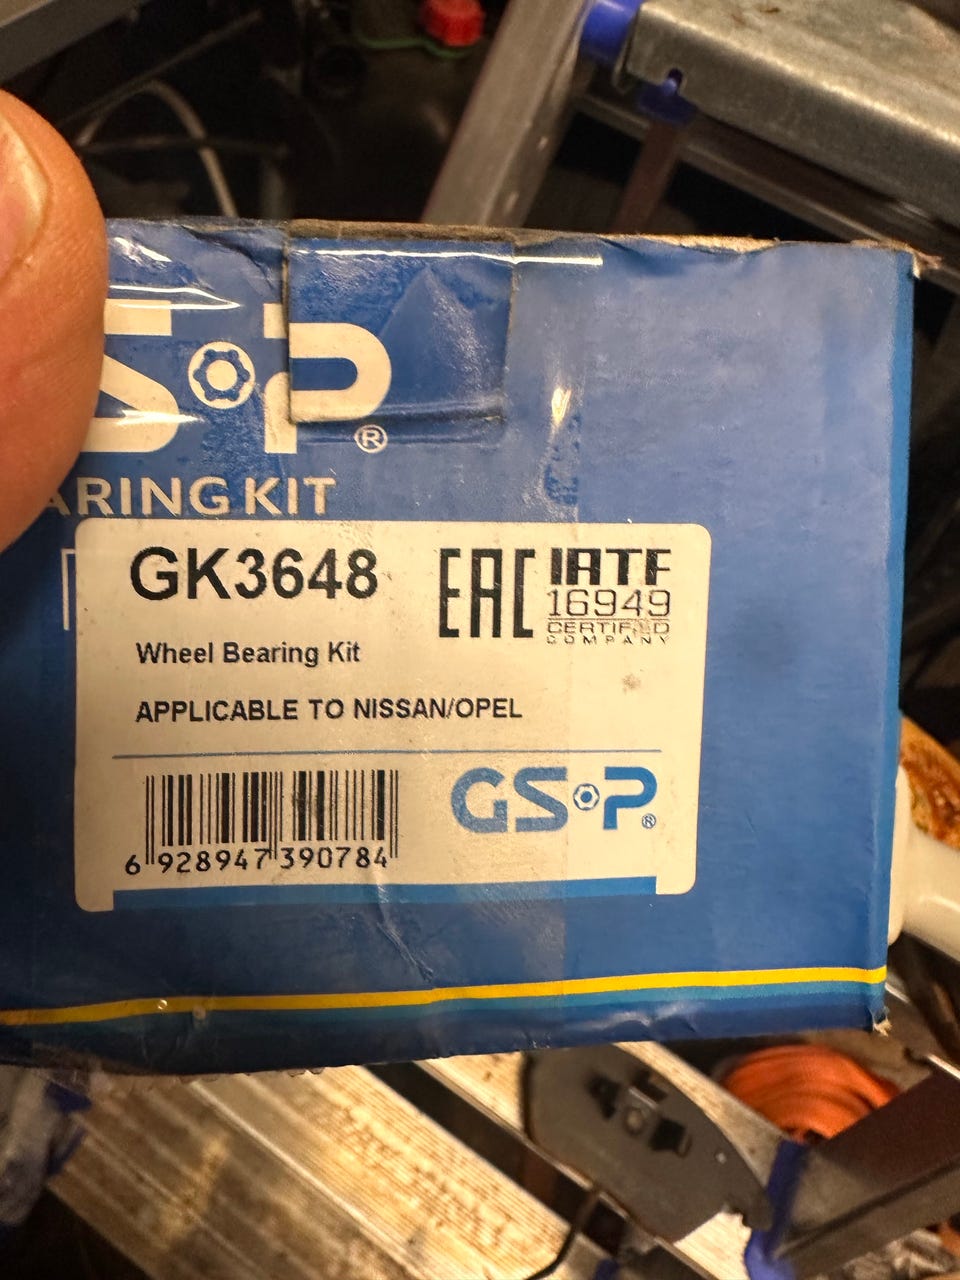 SP®
ARING KIT
GK3648
EAC
IATF
16949
CERTIFIED
COMPANY
Wheel Bearing Kit
APPLICABLE TO NISSAN/OPEL
6 928947 390784
GSP®